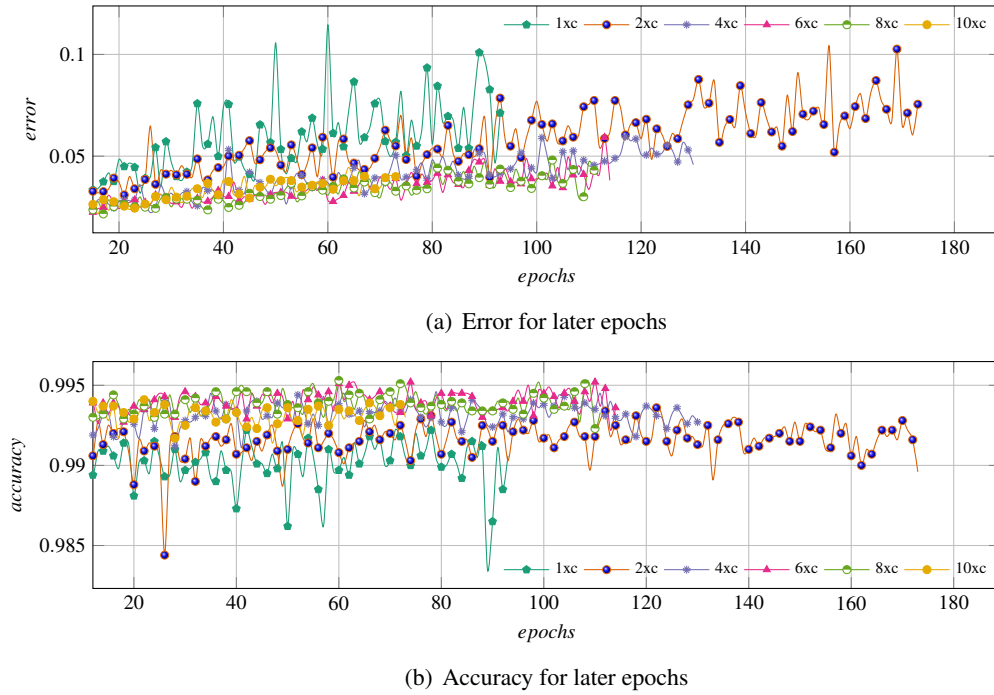 1xc 2xc 4xc 6xc 8xc 10xc
0.1
0.05
error
20 40 60 80 100 120 140 160 180
epochs
(a) Error for later epochs
0.995
0.99
0.985
accuracy
1xc 2xc 4xc 6xc 8xc 10xc
20 40 60 80 100 120 140 160 180
epochs
(b) Accuracy for later epochs